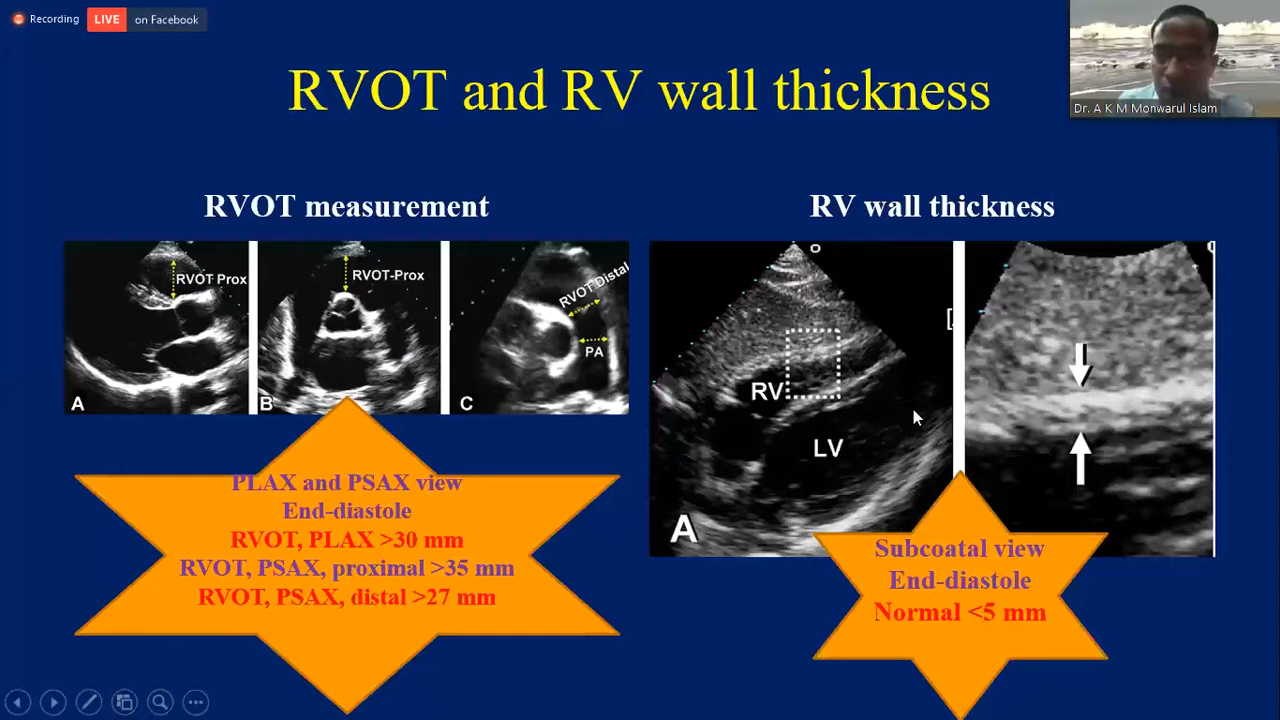 Recording
LIVE on Facebook
Dr. A K M Monwarul Islam
RVOT and RV wall thickness
RVOT measurement
RVOT Prox
A
RVOT-Prox
B
RVOT Distal
PA
C
PLAX and PSAX view
End-diastole
RVOT, PLAX >30 mm
RVOT, PSAX, proximal >35 mm
RVOT, PSAX, distal >27 mm
RV wall thickness
RV
LV
A
Subcoatal view
End-diastole
Normal <5 mm